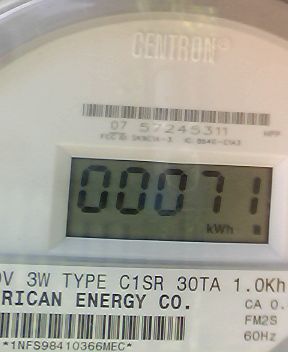 CENTRON®
07 57245311
00071
kWh
V 3W TYPE C1SR 30TA 1.0Kh
RICAN ENERGY CO.
CA 0.
FM2S
60Hz
*1NFS98410366MEC*